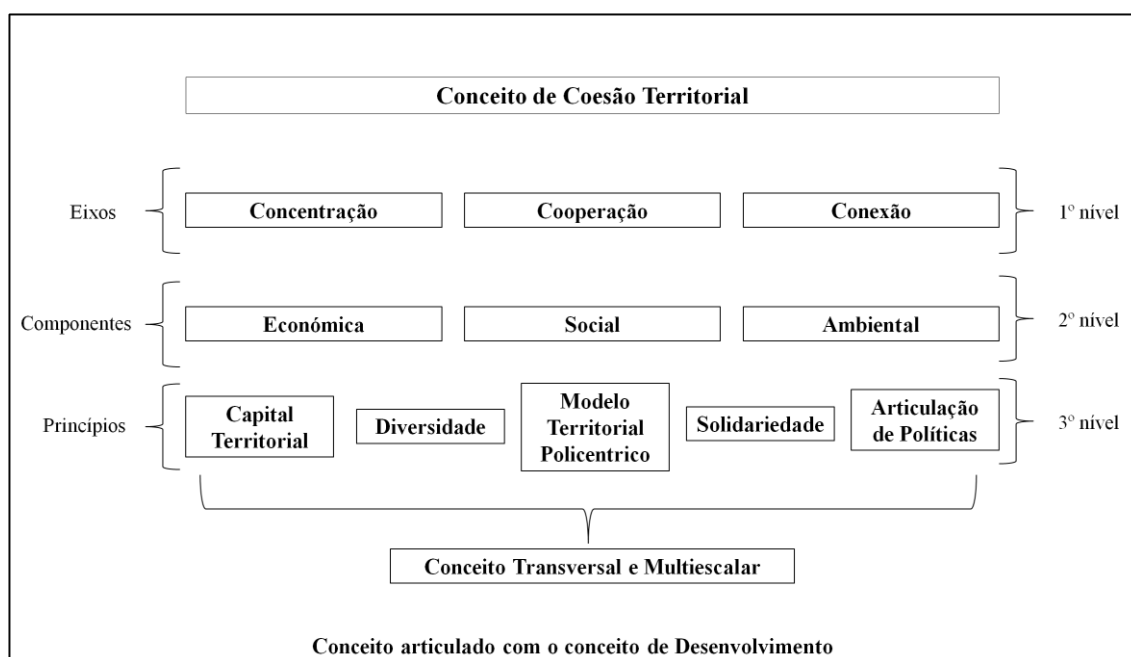 Conceito de Coesão Territorial
Eixos
Concentração
Cooperação
Conexão
1º nível
Componentes
Económica
Social
Ambiental
2º nível
Princípios
Capital
Territorial
Diversidade
Modelo
Territorial
Policentrico
Solidariedade
Articulação
de Políticas
3º nível
Conceito Transversal e Multiescalar
Conceito articulado com o conceito de Desenvolvimento